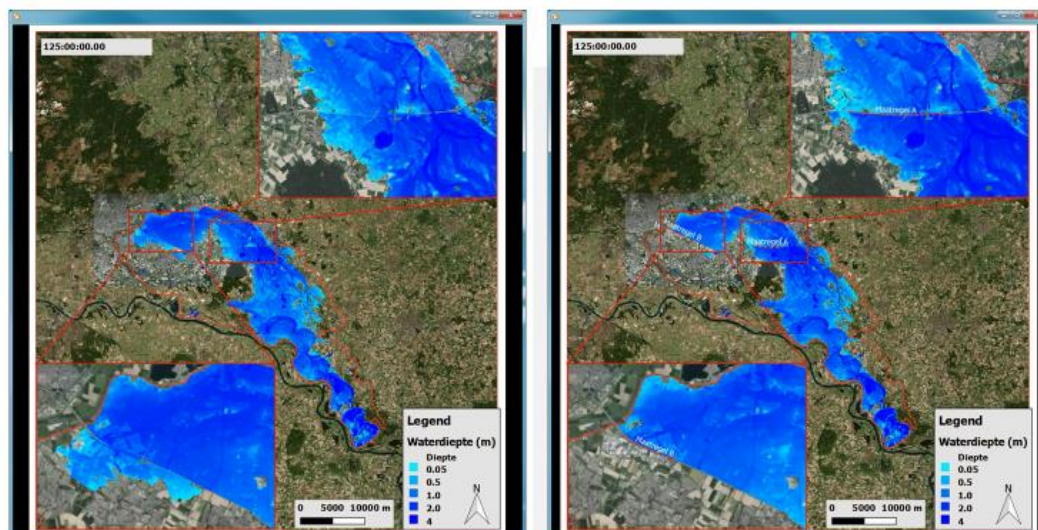 125:00:00.00
Legend
Waterdiepte (m)
Diepte
0.05
0.5
1.0
2.0
4
0 5000 10000 m
N
125:00:00.00
Maatregel A
Maatregel B
Maatregel A
Maatregel B
Legend
Waterdiepte (m)
Diepte
0.05
0.5
1.0
2.0
4
0 5000 10000 m
N